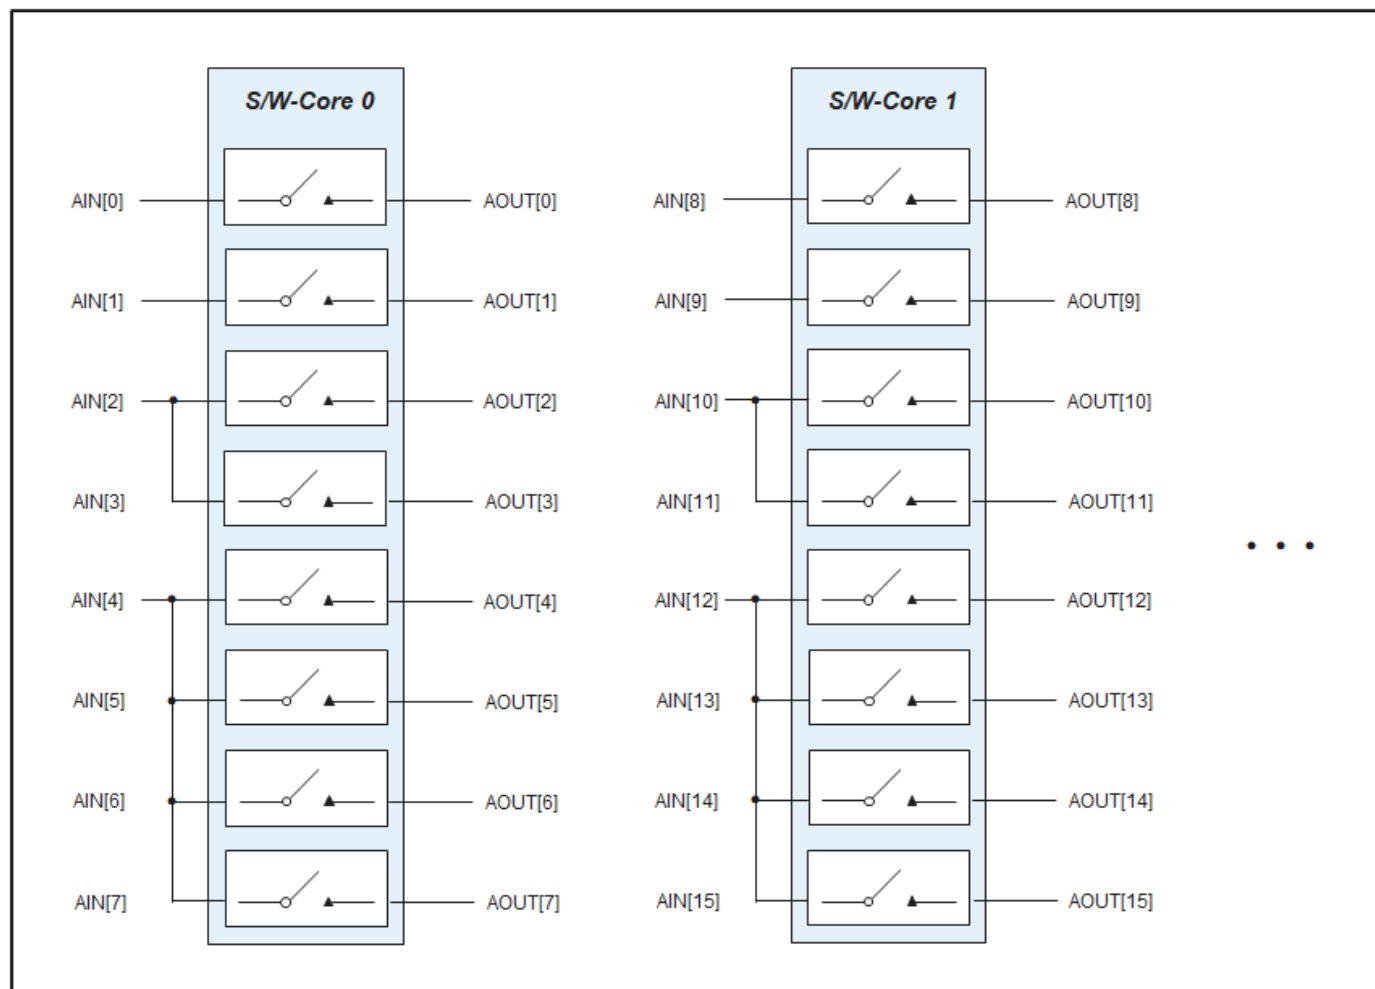 S/W-Core 0
S/W-Core 1
AIN[0]
AOUT[0]
AIN[8]
AOUT[8]
AIN[1]
AOUT[1]
AIN[9]
AOUT[9]
AIN[2]
AOUT[2]
AIN[10]
AOUT[10]
AIN[3]
AOUT[3]
AIN[11]
AOUT[11]
AIN[4]
AOUT[4]
AIN[12]
AOUT[12]
AIN[5]
AOUT[5]
AIN[13]
AOUT[13]
AIN[6]
AOUT[6]
AIN[14]
AOUT[14]
AIN[7]
AOUT[7]
AIN[15]
AOUT[15]